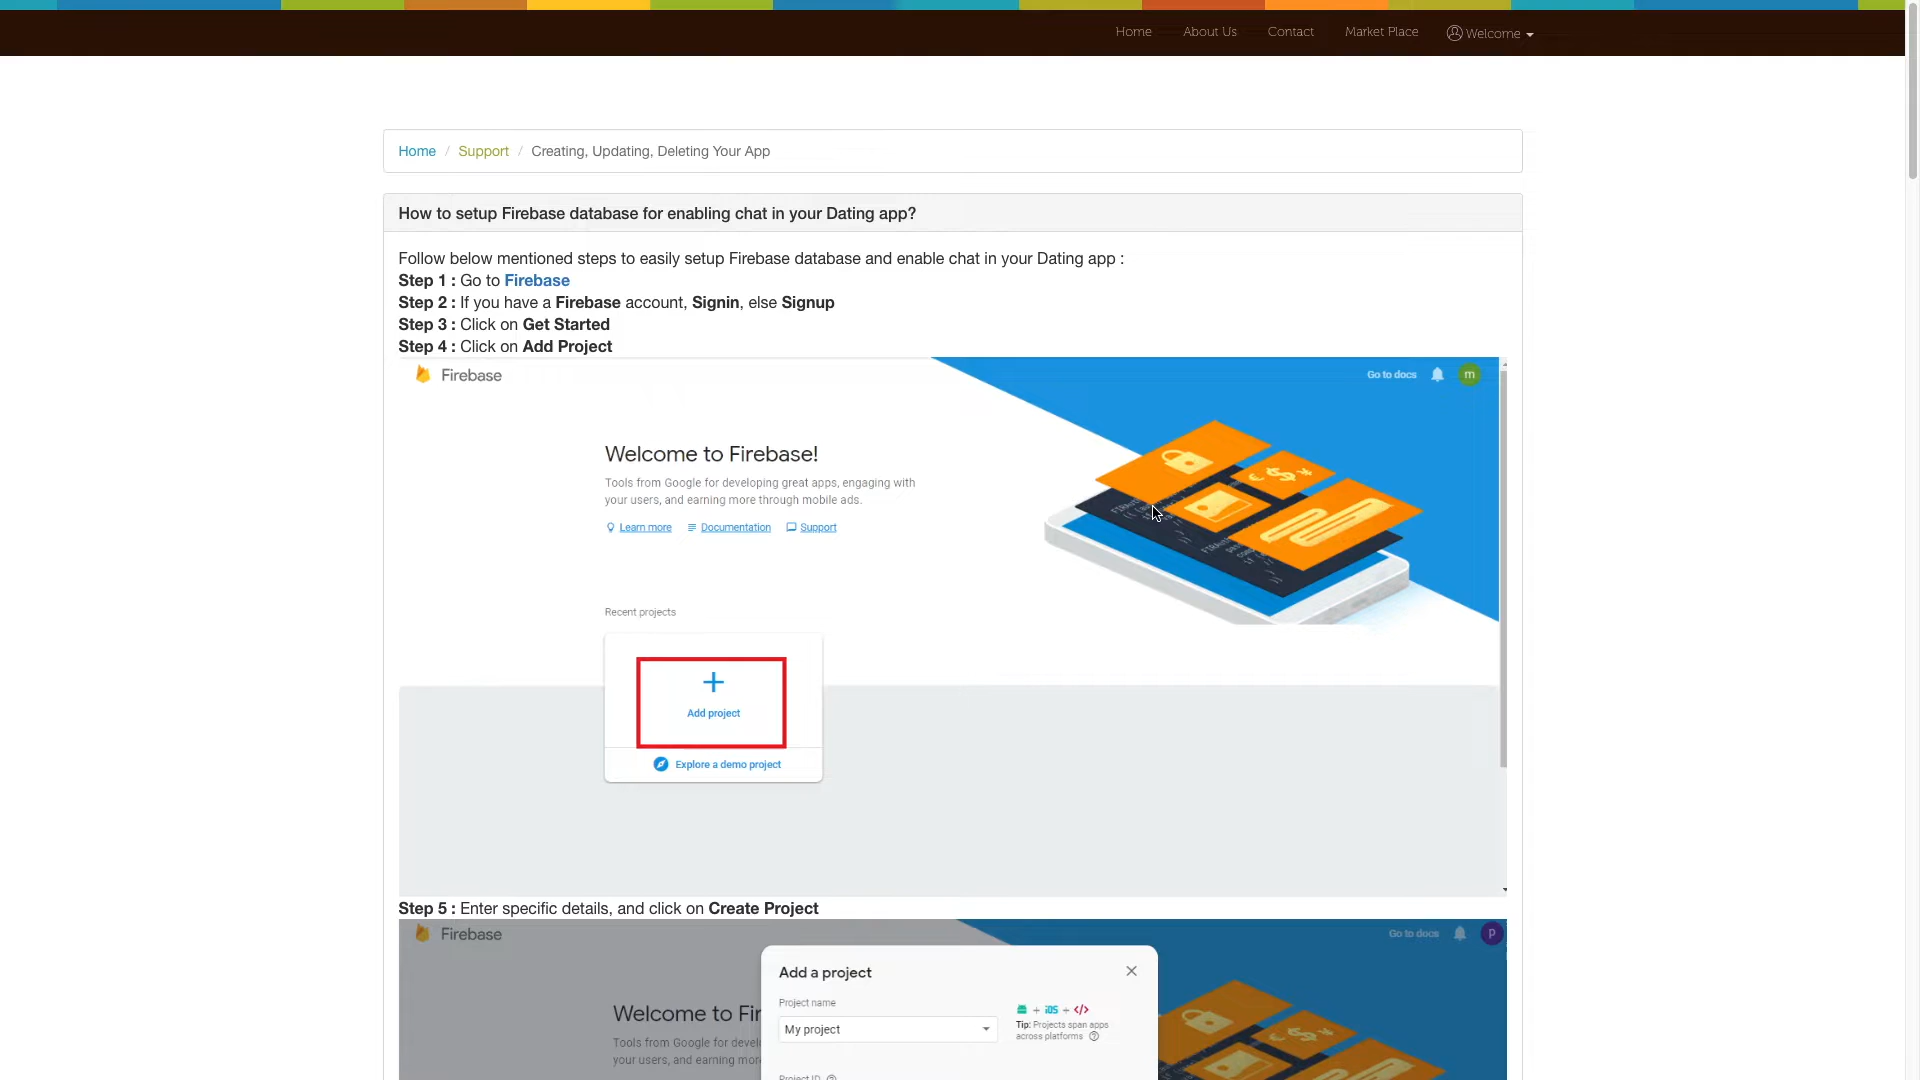 Home About Us Contact Market Place Welcome
Home / Support / Creating, Updating, Deleting Your App
How to setup Firebase database for enabling chat in your Dating app?
Follow below mentioned steps to easily setup Firebase database and enable chat in your Dating app :
Step 1 : Go to Firebase
Step 2 : If you have a Firebase account, Signin, else Signup
Step 3 : Click on Get Started
Step 4 : Click on Add Project
Firebase Go to docs m
Welcome to Firebase!
Tools from Google for developing great apps, engaging with
your users, and earning more through mobile ads.
Learn more Documentation Support
Recent projects
Add project
Explore a demo project
Step 5 : Enter specific details, and click on Create Project
Firebase Go to docs p
Add a project
Project name
Welcome to Fir
My project
+ iOS + </>
Tip: Projects span apps
across platforms
Tools from Google for devel
your users, and earning mor
Project ID